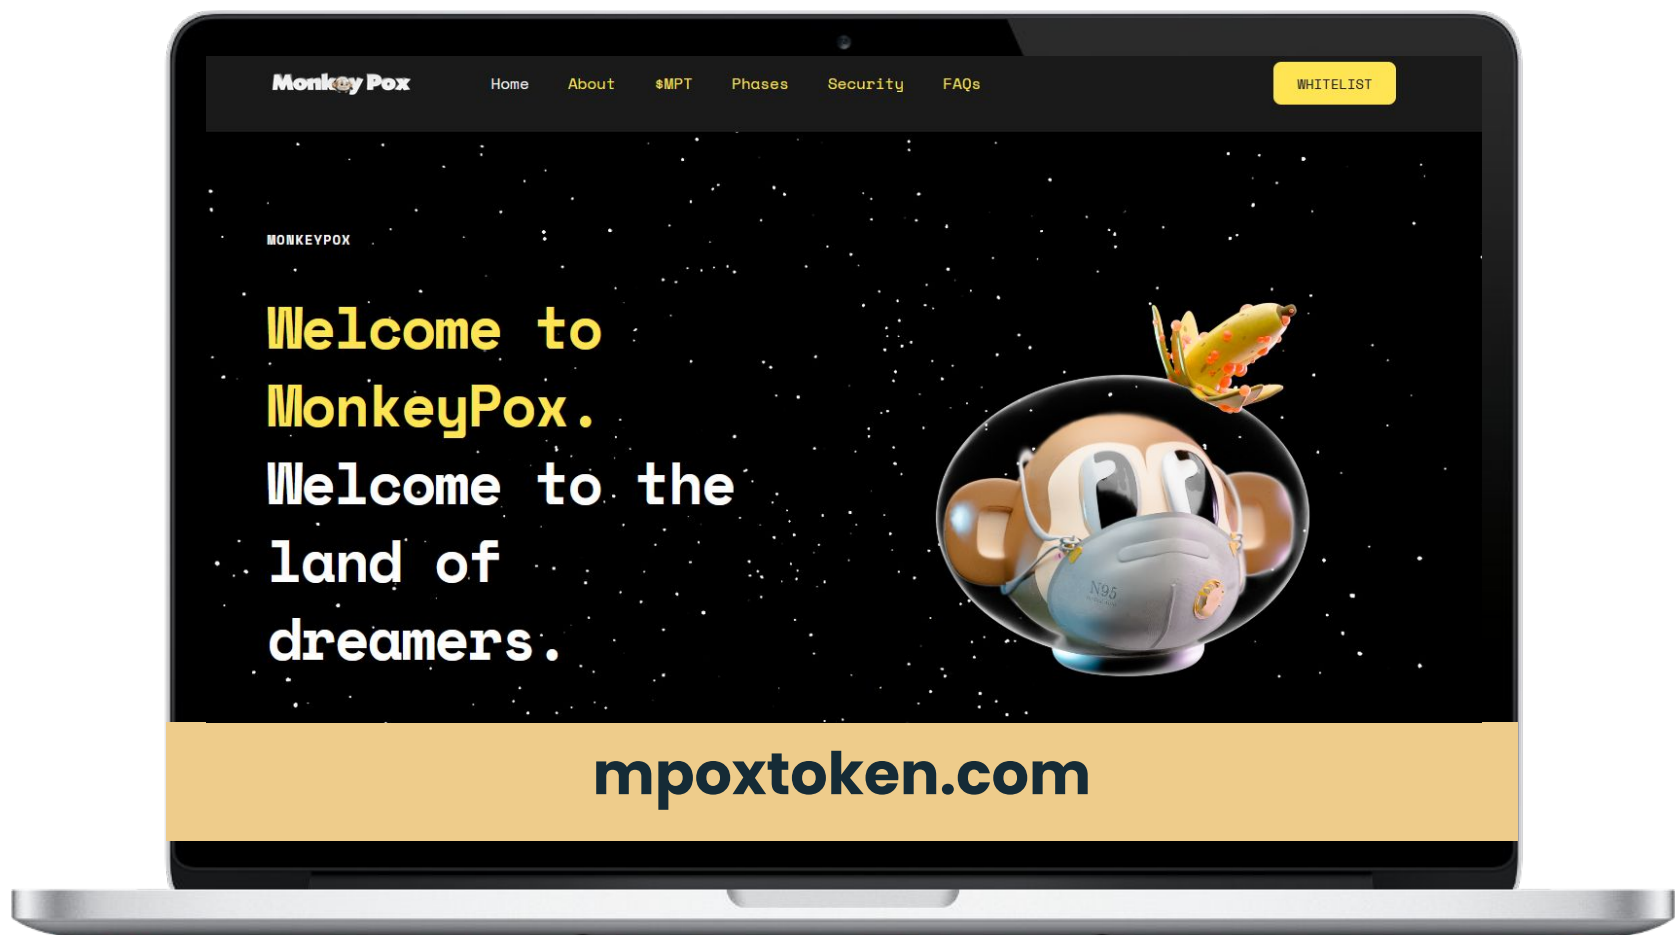 Monkey Pox
Home About $MPT Phases Security FAQs
WHITELIST
MONKEYPOX
Welcome to
MonkeyPox.
Welcome to the
land of
dreamers.
N95
mpoxtoken.com